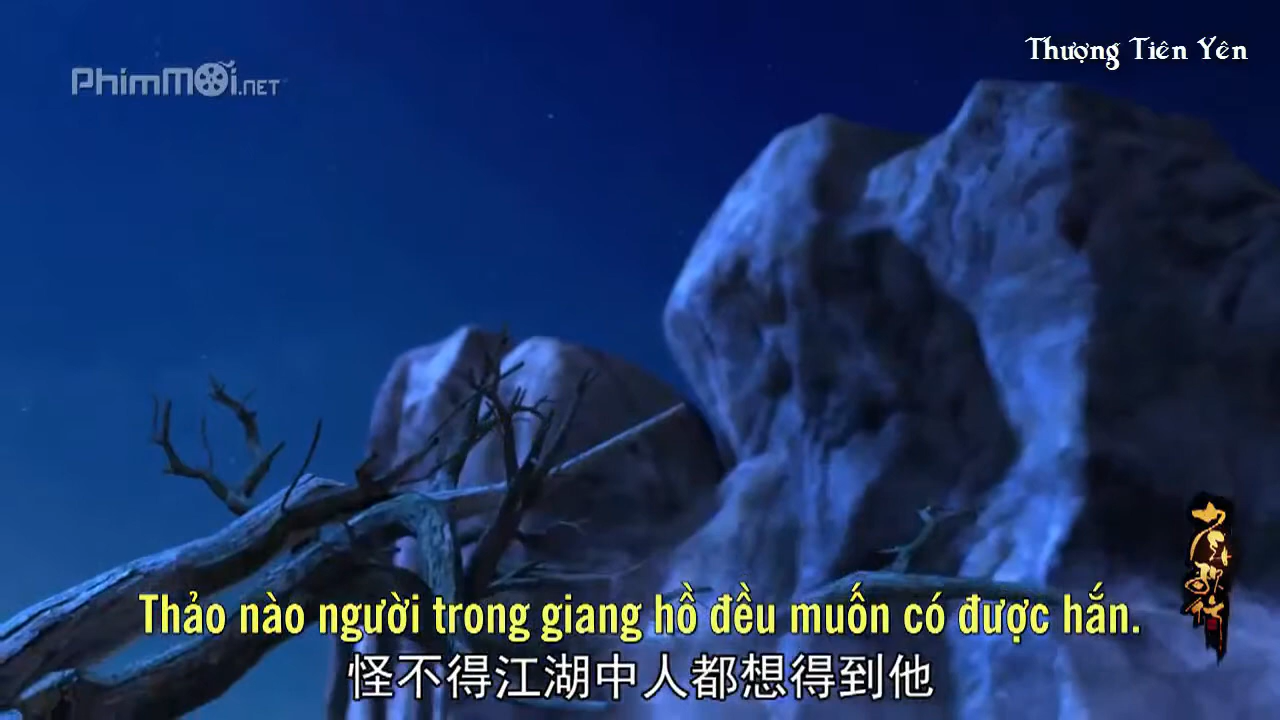 Thượng Tiên Yên
PhimMới.NET
Thảo nào người trong giang hồ đều muốn có được hắn.
怪不得江湖中人都想得到他